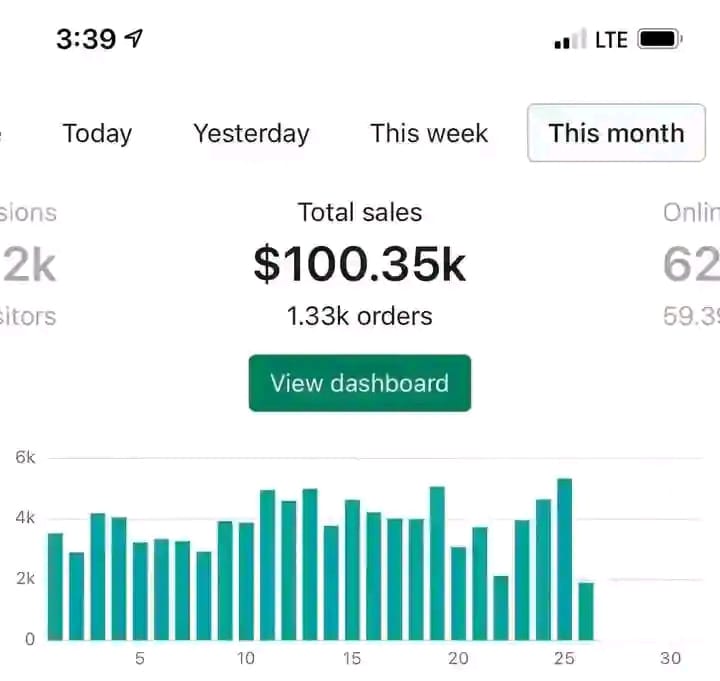 3:39 LTE
Today Yesterday This week This month
sions Total sales Onlin
2k $100.35k 62
sitors 1.33k orders 59.39
View dashboard
6k
4k
2k
0
5 10 15 20 25 30